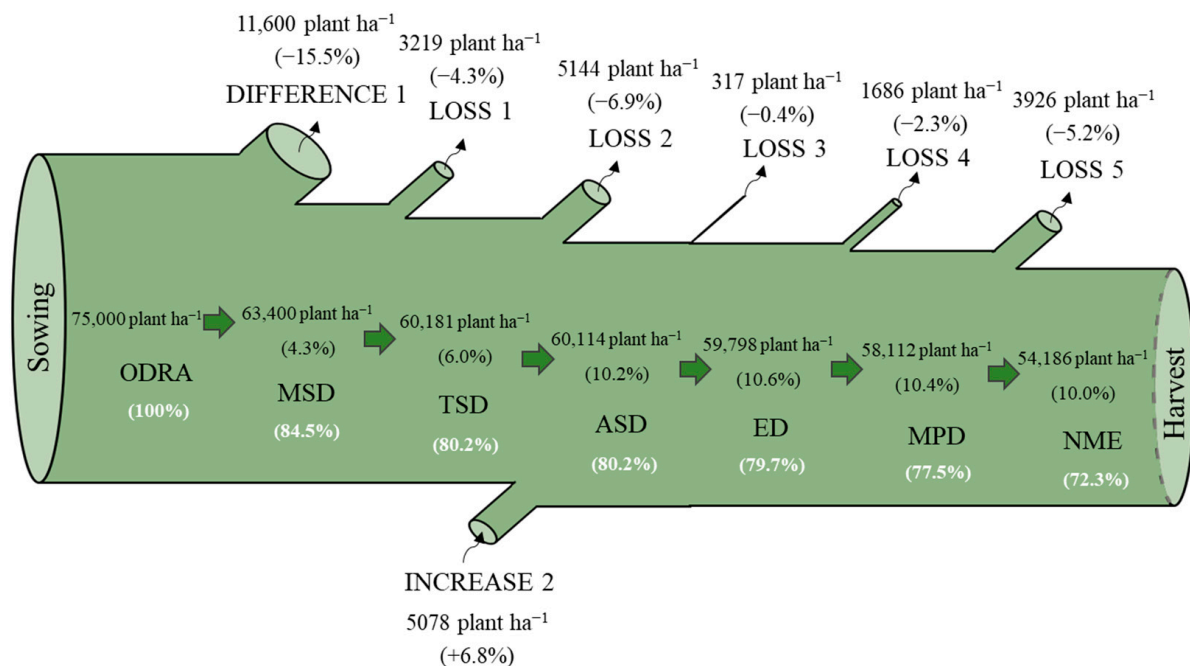 11,600 plant ha⁻¹
(−15.5%)
DIFFERENCE 1
3219 plant ha⁻¹
(−4.3%)
LOSS 1
5144 plant ha⁻¹
(−6.9%)
LOSS 2
317 plant ha⁻¹
(−0.4%)
LOSS 3
1686 plant ha⁻¹
(−2.3%)
LOSS 4
3926 plant ha⁻¹
(−5.2%)
LOSS 5
Sowing
75,000 plant ha⁻¹
ODRA
(100%)
63,400 plant ha⁻¹
(4.3%)
MSD
(84.5%)
60,181 plant ha⁻¹
(6.0%)
TSD
(80.2%)
60,114 plant ha⁻¹
(10.2%)
ASD
(80.2%)
59,798 plant ha⁻¹
(10.6%)
ED
(79.7%)
58,112 plant ha⁻¹
(10.4%)
MPD
(77.5%)
54,186 plant ha⁻¹
(10.0%)
NME
(72.3%)
Harvest
INCREASE 2
5078 plant ha⁻¹
(+6.8%)